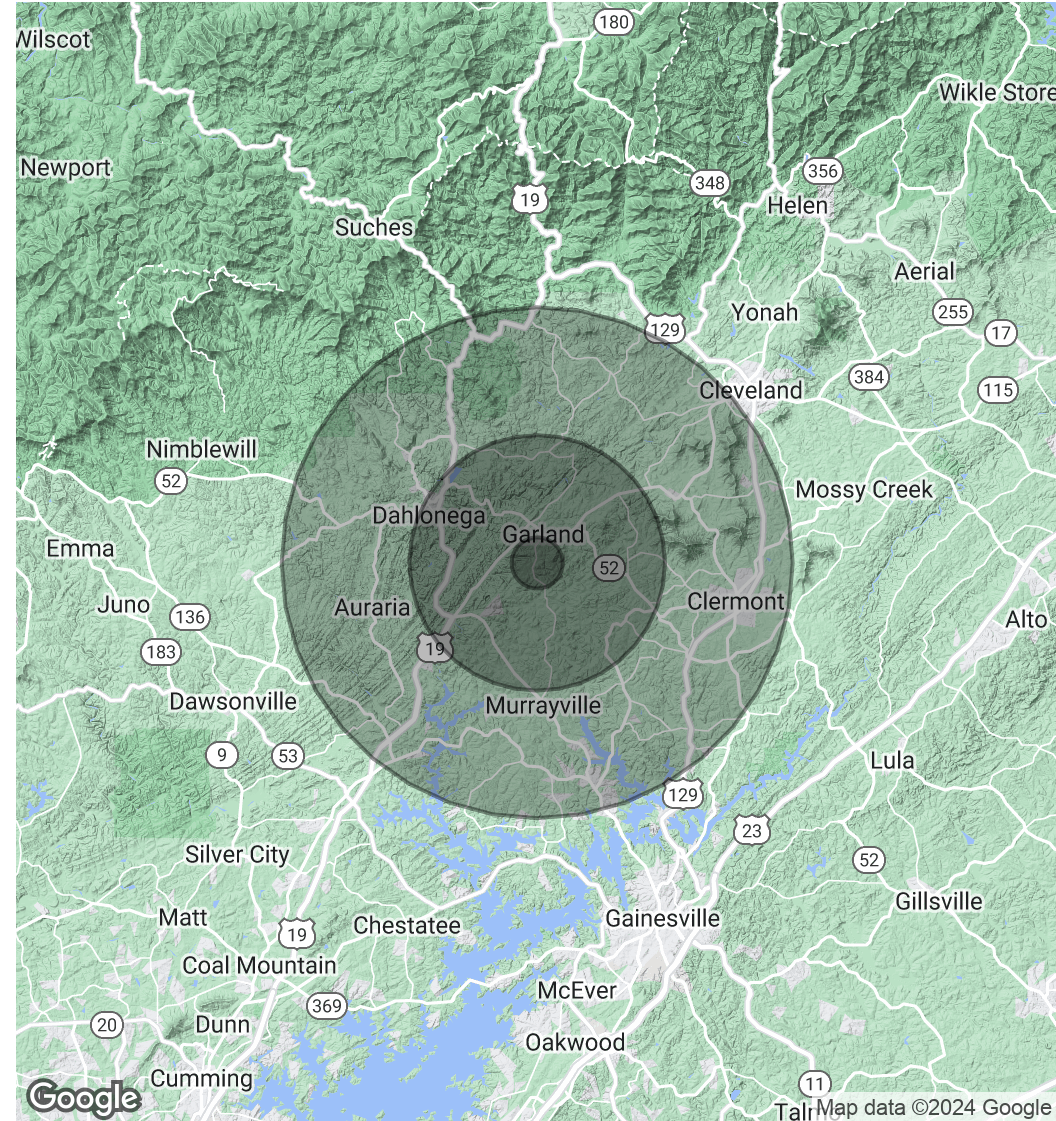 180
Wilscot
Wikle Store
Newport
356
348
19
Helen
Suches
Aerial
255
Yonah
129
17
384
115
Cleveland
Nimblewill
52
Mossy Creek
Dahlonega
Garland
Emma
52
Juno
136
Auraria
Clermont
Alto
183
19
Dawsonville
Murrayville
9
53
Lula
129
23
Silver City
52
Gillsville
Matt
Chestatee
Gainesville
19
Coal Mountain
McEver
369
20
Dunn
Oakwood
Cumming
11
Google
Map data ©2024 Google